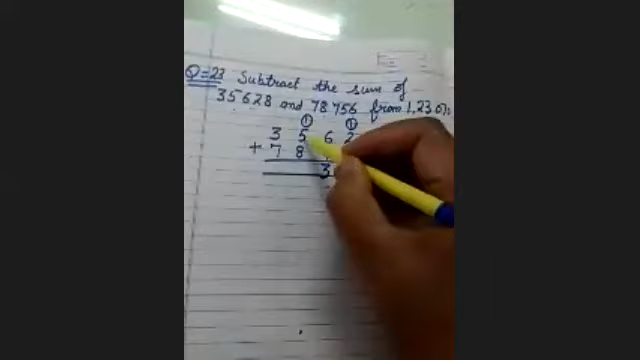 Q=23 Subtract the sum of
35628 and 78756 from 1,23,07
① ①
3 5 6 2
+ 7 8
3